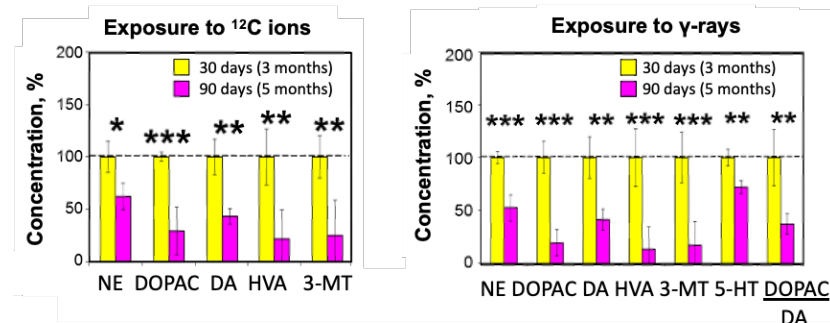 Exposure to ¹²C ions
Concentration, %
200
150
100
50
0
30 days (3 months)
90 days (5 months)
* *** ** ** **
NE DOPAC DA HVA 3-MT
Exposure to γ-rays
Concentration, %
200
150
100
50
0
30 days (3 months)
90 days (5 months)
*** *** ** *** *** ** **
NE DOPAC DA HVA 3-MT 5-HT DOPAC
DA